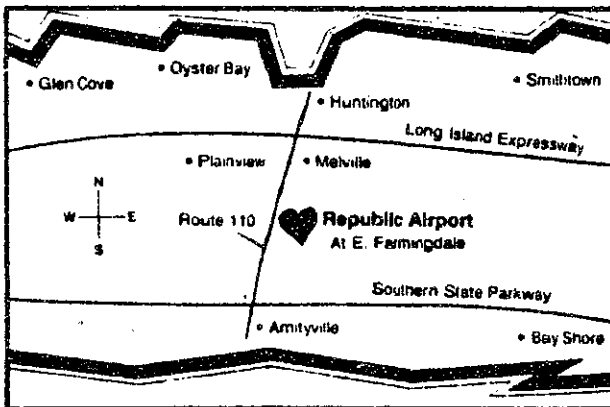 Glen Cove
Oyster Bay
Smithtown
Huntington
Long Island Expressway
Plainview
Melville
N
W E
S
Route 110
Republic Airport
At E. Farmingdale
Southern State Parkway
Amityville
Bay Shore